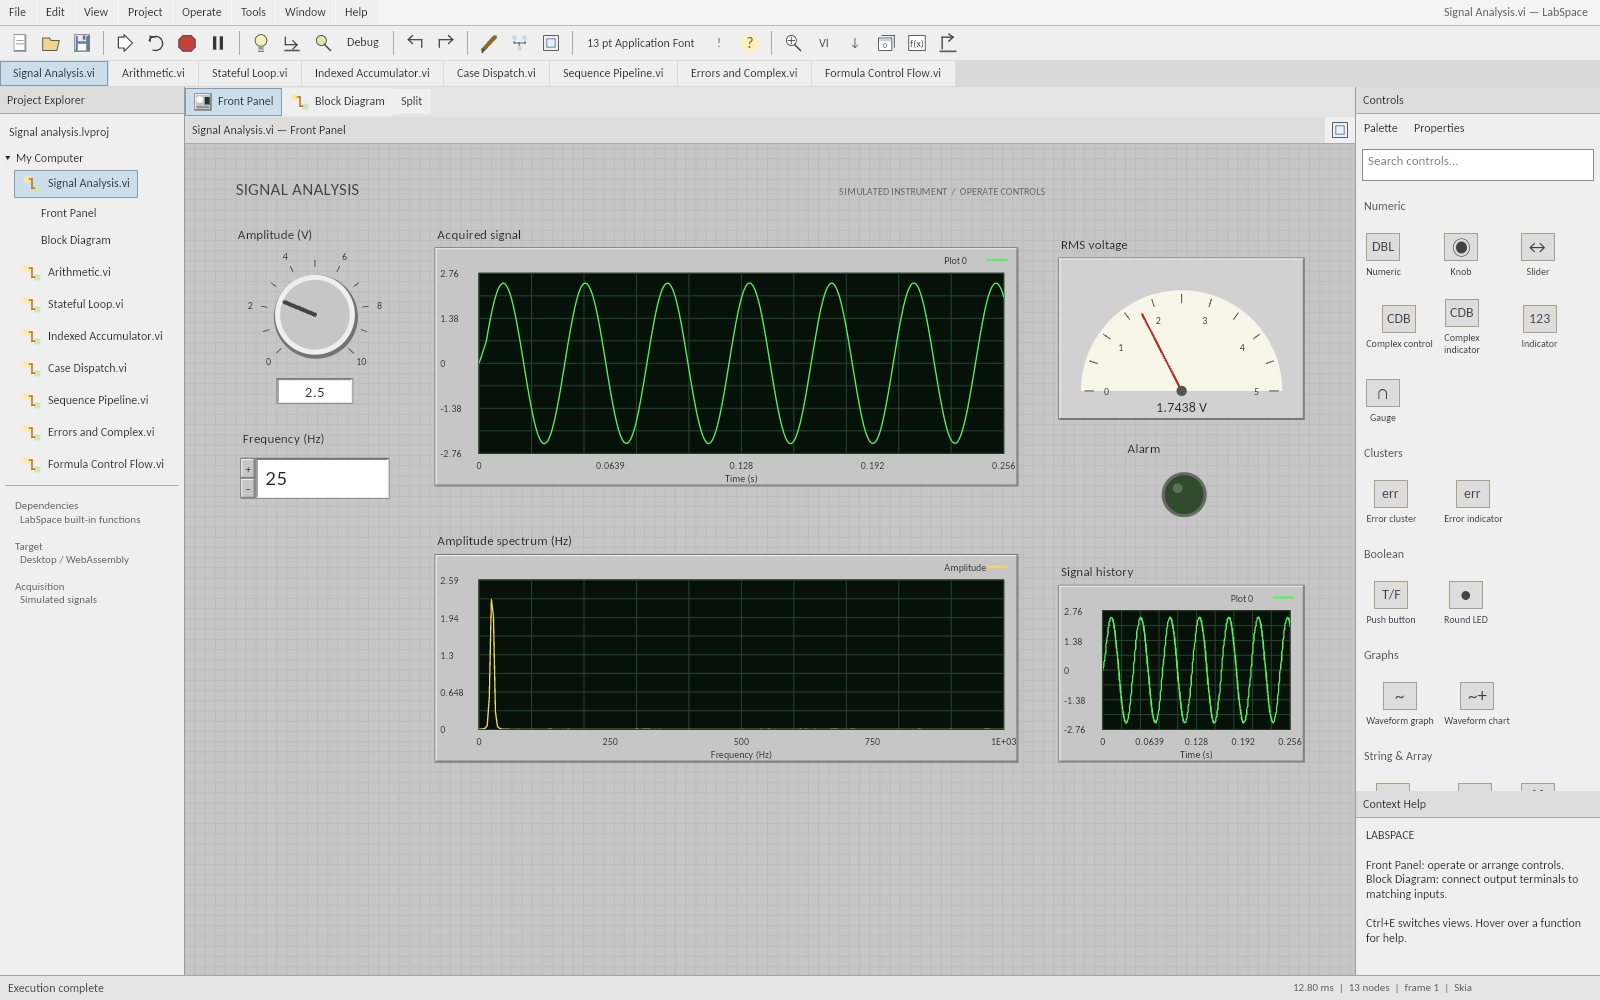 File Edit View Project Operate Tools Window Help
Signal Analysis.vi — LabSpace
Debug
13 pt Application Font
! ? VI ↓ 0 f(x)
Signal Analysis.vi Arithmetic.vi Stateful Loop.vi Indexed Accumulator.vi Case Dispatch.vi Sequence Pipeline.vi Errors and Complex.vi Formula Control Flow.vi
Project Explorer
Signal analysis.lvproj
My Computer
Signal Analysis.vi
Front Panel
Block Diagram
Arithmetic.vi
Stateful Loop.vi
Indexed Accumulator.vi
Case Dispatch.vi
Sequence Pipeline.vi
Errors and Complex.vi
Formula Control Flow.vi
Dependencies
LabSpace built-in functions
Target
Desktop / WebAssembly
Acquisition
Simulated signals
Front Panel Block Diagram Split
Signal Analysis.vi — Front Panel
SIGNAL ANALYSIS
SIMULATED INSTRUMENT / OPERATE CONTROLS
Amplitude (V)
4 6
2 8
0 10
2.5
Frequency (Hz)
+
25
−
Acquired signal
Plot 0
2.76
1.38
0
-1.38
-2.76
0 0.0639 0.128 0.192 0.256
Time (s)
RMS voltage
2 3
1 4
0 5
1.7438 V
Alarm
Amplitude spectrum (Hz)
Amplitude
2.59
1.94
1.3
0.648
0
0 250 500 750 1E+03
Frequency (Hz)
Signal history
Plot 0
2.76
1.38
0
-1.38
-2.76
0 0.0639 0.128 0.192 0.256
Time (s)
Controls
Palette Properties
Search controls...
Numeric
DBL
Numeric Knob Slider
CDB CDB 123
Complex control Complex indicator Indicator
Gauge
Clusters
err err
Error cluster Error indicator
Boolean
T/F
Push button Round LED
Graphs
~ ~+
Waveform graph Waveform chart
String & Array
Context Help
LABSPACE
Front Panel: operate or arrange controls.
Block Diagram: connect output terminals to
matching inputs.
Ctrl+E switches views. Hover over a function
for help.
Execution complete
12.80 ms | 13 nodes | frame 1 | Skia